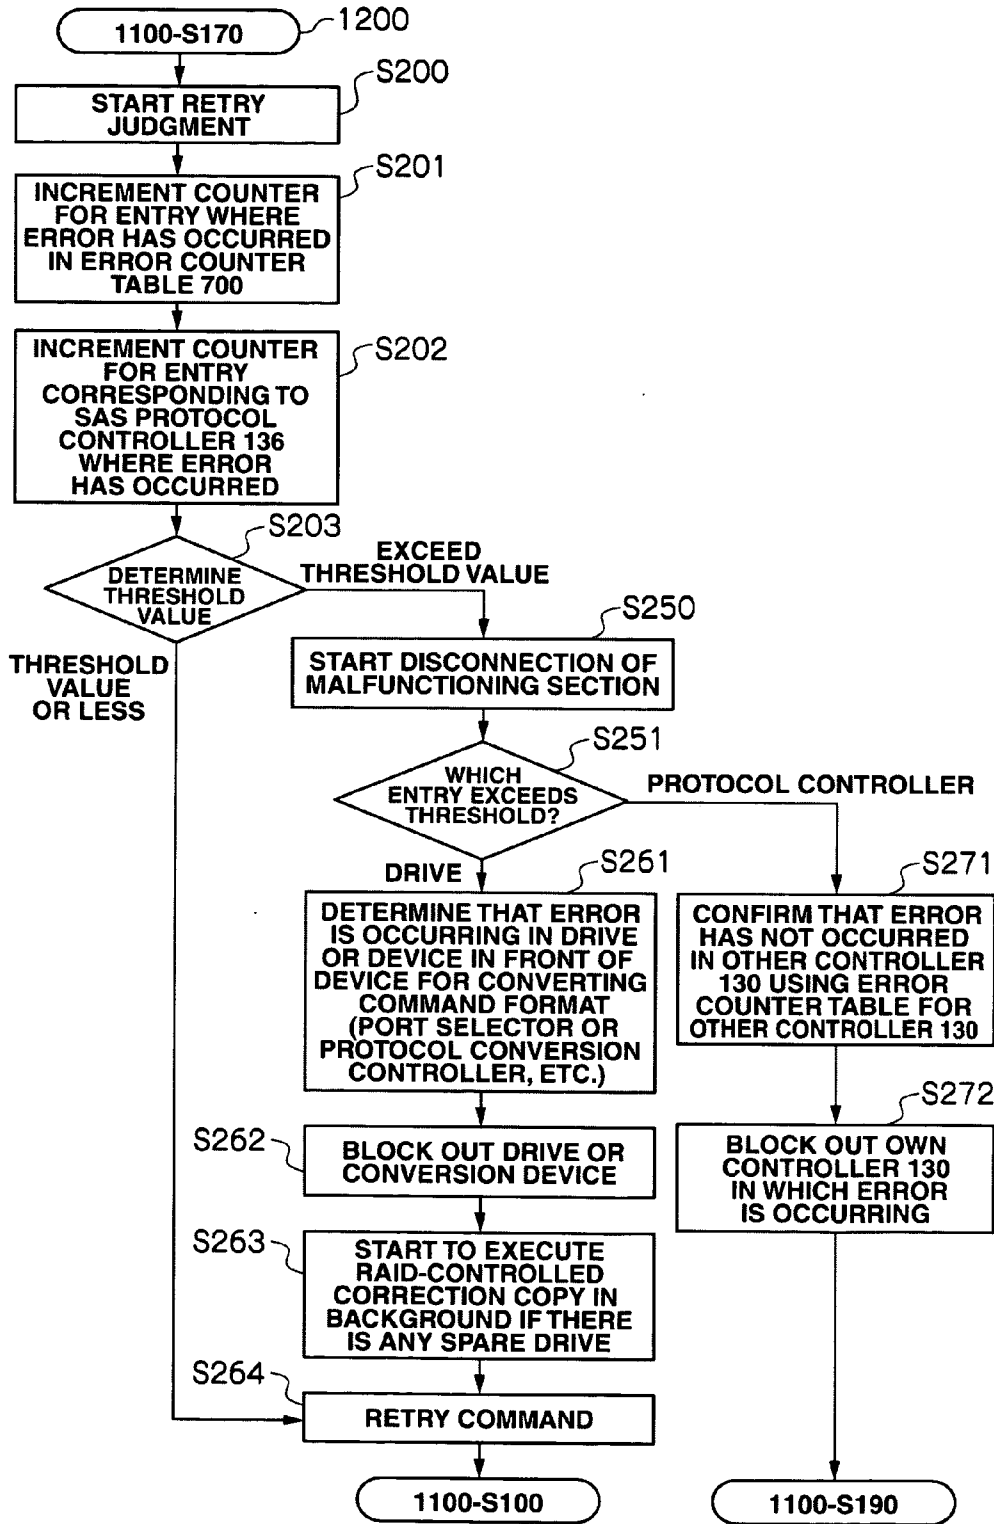 1100-S170
1200
S200
START RETRY
JUDGMENT
S201
INCREMENT COUNTER
FOR ENTRY WHERE
ERROR HAS OCCURRED
IN ERROR COUNTER
TABLE 700
S202
INCREMENT COUNTER
FOR ENTRY
CORRESPONDING TO
SAS PROTOCOL
CONTROLLER 136
WHERE ERROR
HAS OCCURRED
S203
DETERMINE
THRESHOLD
VALUE
EXCEED
THRESHOLD VALUE
THRESHOLD
VALUE
OR LESS
S250
START DISCONNECTION OF
MALFUNCTIONING SECTION
S251
WHICH
ENTRY EXCEEDS
THRESHOLD?
PROTOCOL CONTROLLER
DRIVE
S261
DETERMINE THAT ERROR
IS OCCURRING IN DRIVE
OR DEVICE IN FRONT OF
DEVICE FOR CONVERTING
COMMAND FORMAT
(PORT SELECTOR OR
PROTOCOL CONVERSION
CONTROLLER, ETC.)
S271
CONFIRM THAT ERROR
HAS NOT OCCURRED
IN OTHER CONTROLLER
130 USING ERROR
COUNTER TABLE FOR
OTHER CONTROLLER 130
S262
BLOCK OUT DRIVE OR
CONVERSION DEVICE
S272
BLOCK OUT OWN
CONTROLLER 130
IN WHICH ERROR
IS OCCURRING
S263
START TO EXECUTE
RAID-CONTROLLED
CORRECTION COPY IN
BACKGROUND IF THERE
IS ANY SPARE DRIVE
S264
RETRY COMMAND
1100-S100
1100-S190